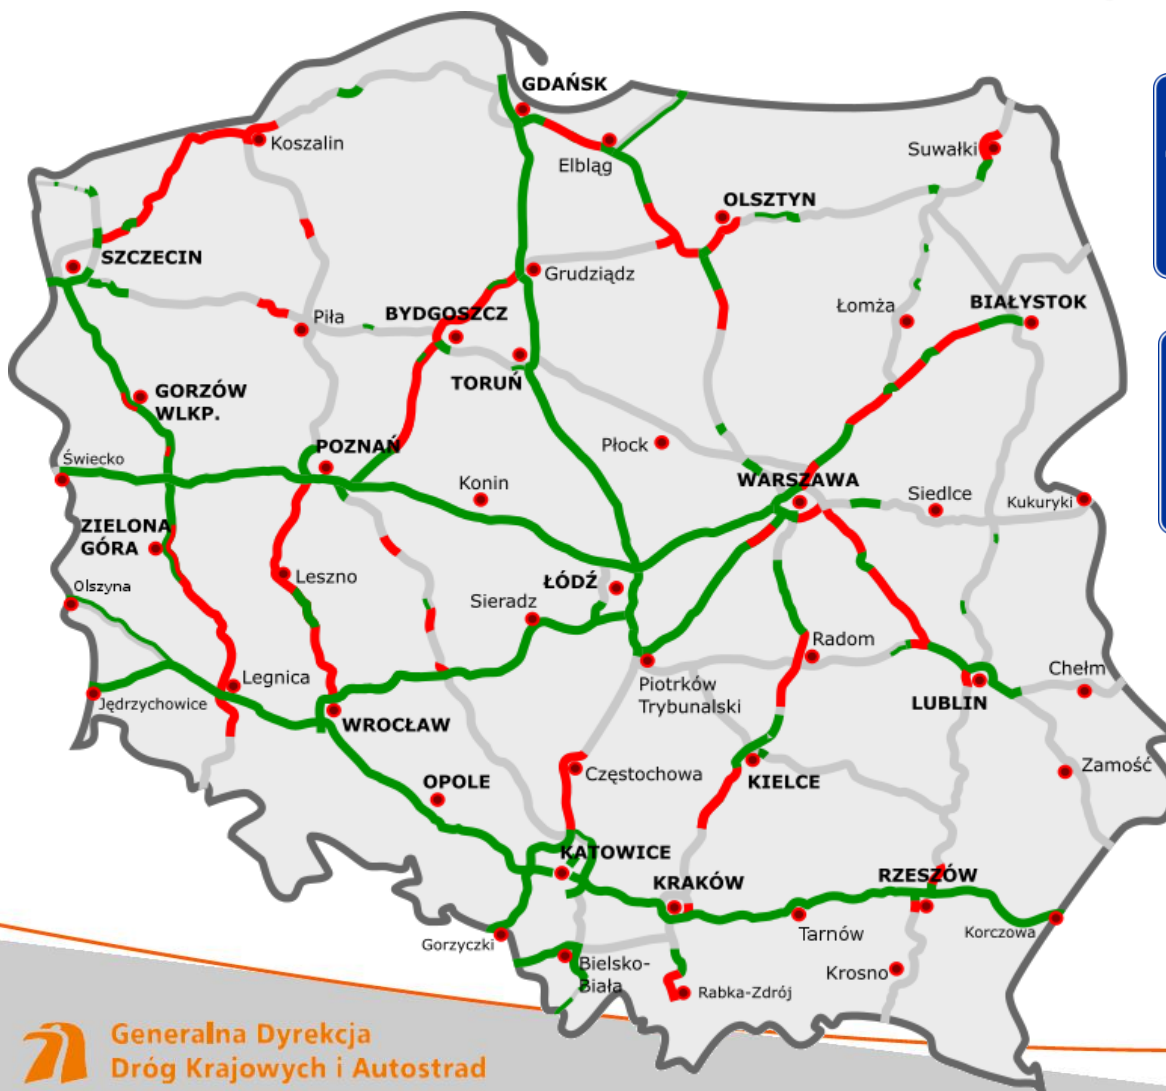 GDAŃSK
Koszalin
Elbląg
Suwałki
OLSZTYN
SZCZECIN
Grudziądz
Łomża
BIAŁYSTOK
Piła
BYDGOSZCZ
TORUŃ
GORZÓW
WLKP.
Płock
POZNAŃ
Świecko
Konin
WARSZAWA
Siedlce
Kukuryki
ZIELONA
GÓRA
Olszyna
Leszno
ŁÓDŹ
Sieradz
Radom
Legnica
Jędrzychowice
Piotrków
Trybunalski
Chełm
LUBLIN
WROCŁAW
Częstochowa
KIELCE
Zamość
OPOLE
KATOWICE
KRAKÓW
RZESZÓW
Tarnów
Korczowa
Gorzyczki
Bielsko-
Biała
Rabka-Zdrój
Krosno
Generalna Dyrekcja
Dróg Krajowych i Autostrad